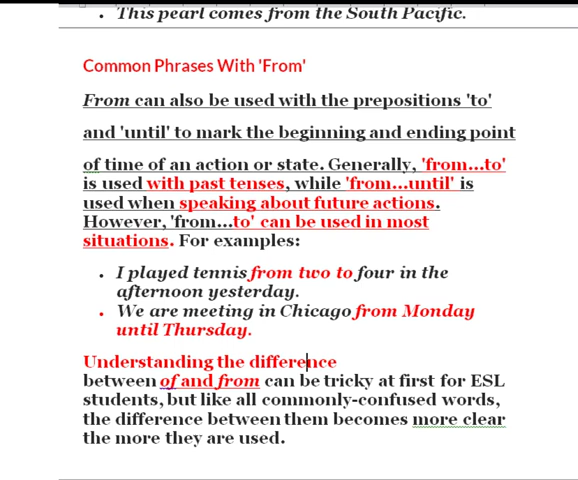 • This pearl comes from the South Pacific.
Common Phrases With 'From'
From can also be used with the prepositions 'to'
and 'until' to mark the beginning and ending point
of time of an action or state. Generally, 'from...to'
is used with past tenses, while 'from...until' is
used when speaking about future actions.
However, 'from...to' can be used in most
situations. For examples:
• I played tennis from two to four in the
afternoon yesterday.
• We are meeting in Chicago from Monday
until Thursday.
Understanding the difference
between of and from can be tricky at first for ESL
students, but like all commonly-confused words,
the difference between them becomes more clear
the more they are used.